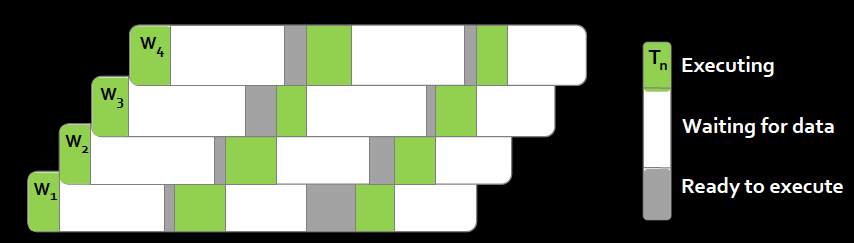 W4
W3
W2
W1
Tn
Executing
Waiting for data
Ready to execute